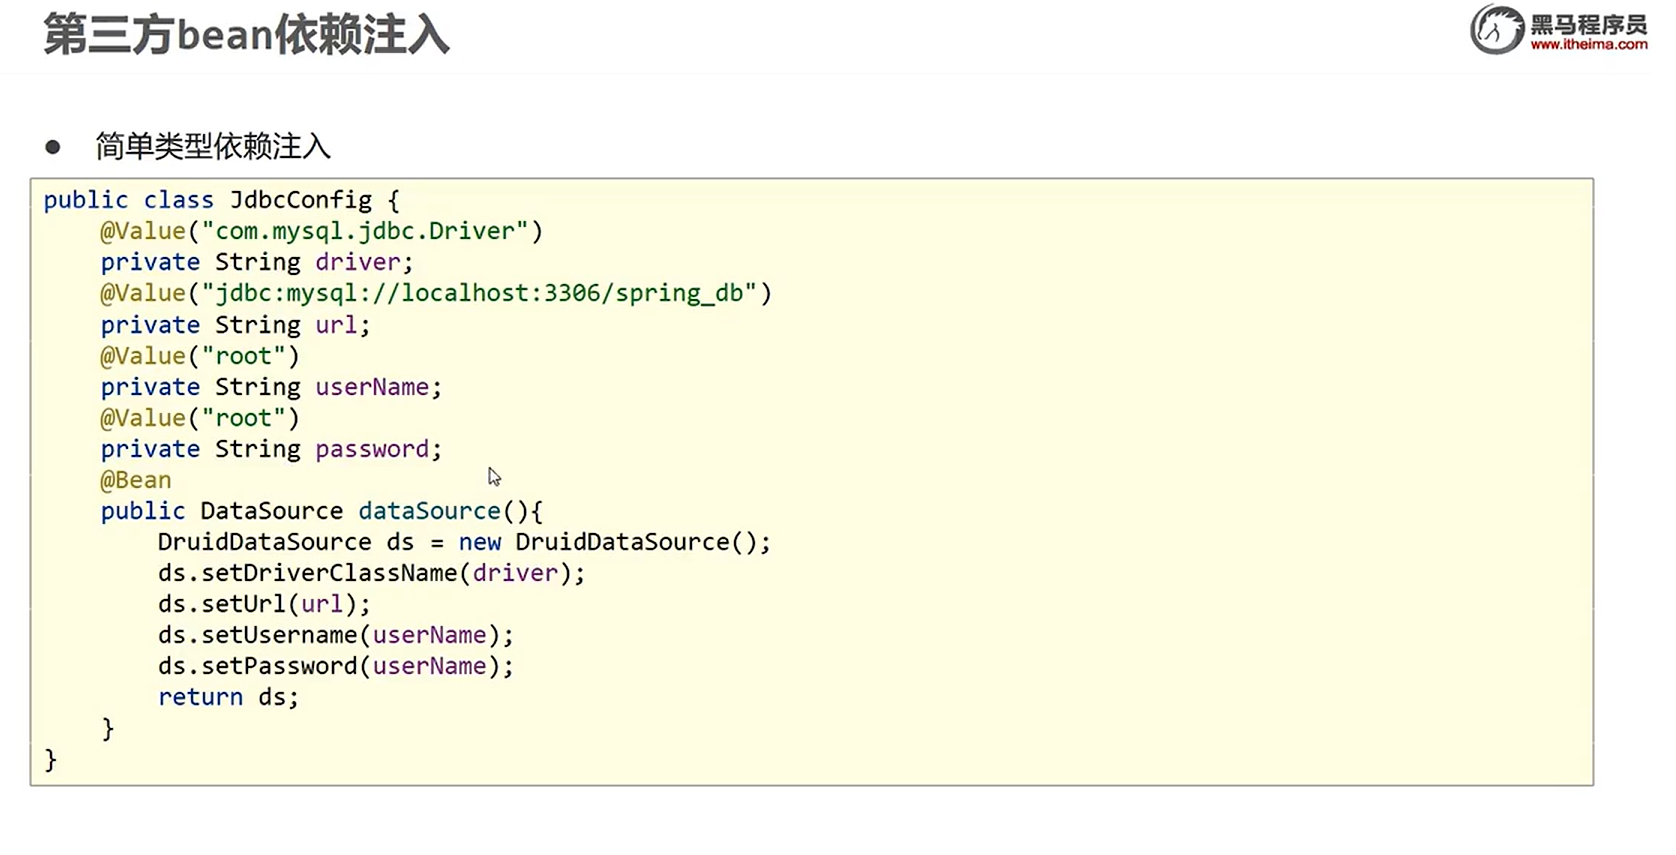 第三方bean依赖注入
黑马程序员
www.itheima.com
● 简单类型依赖注入
public class JdbcConfig {
    @Value("com.mysql.jdbc.Driver")
    private String driver;
    @Value("jdbc:mysql://localhost:3306/spring_db")
    private String url;
    @Value("root")
    private String userName;
    @Value("root")
    private String password;
    @Bean
    public DataSource dataSource(){
        DruidDataSource ds = new DruidDataSource();
        ds.setDriverClassName(driver);
        ds.setUrl(url);
        ds.setUsername(userName);
        ds.setPassword(userName);
        return ds;
    }
}